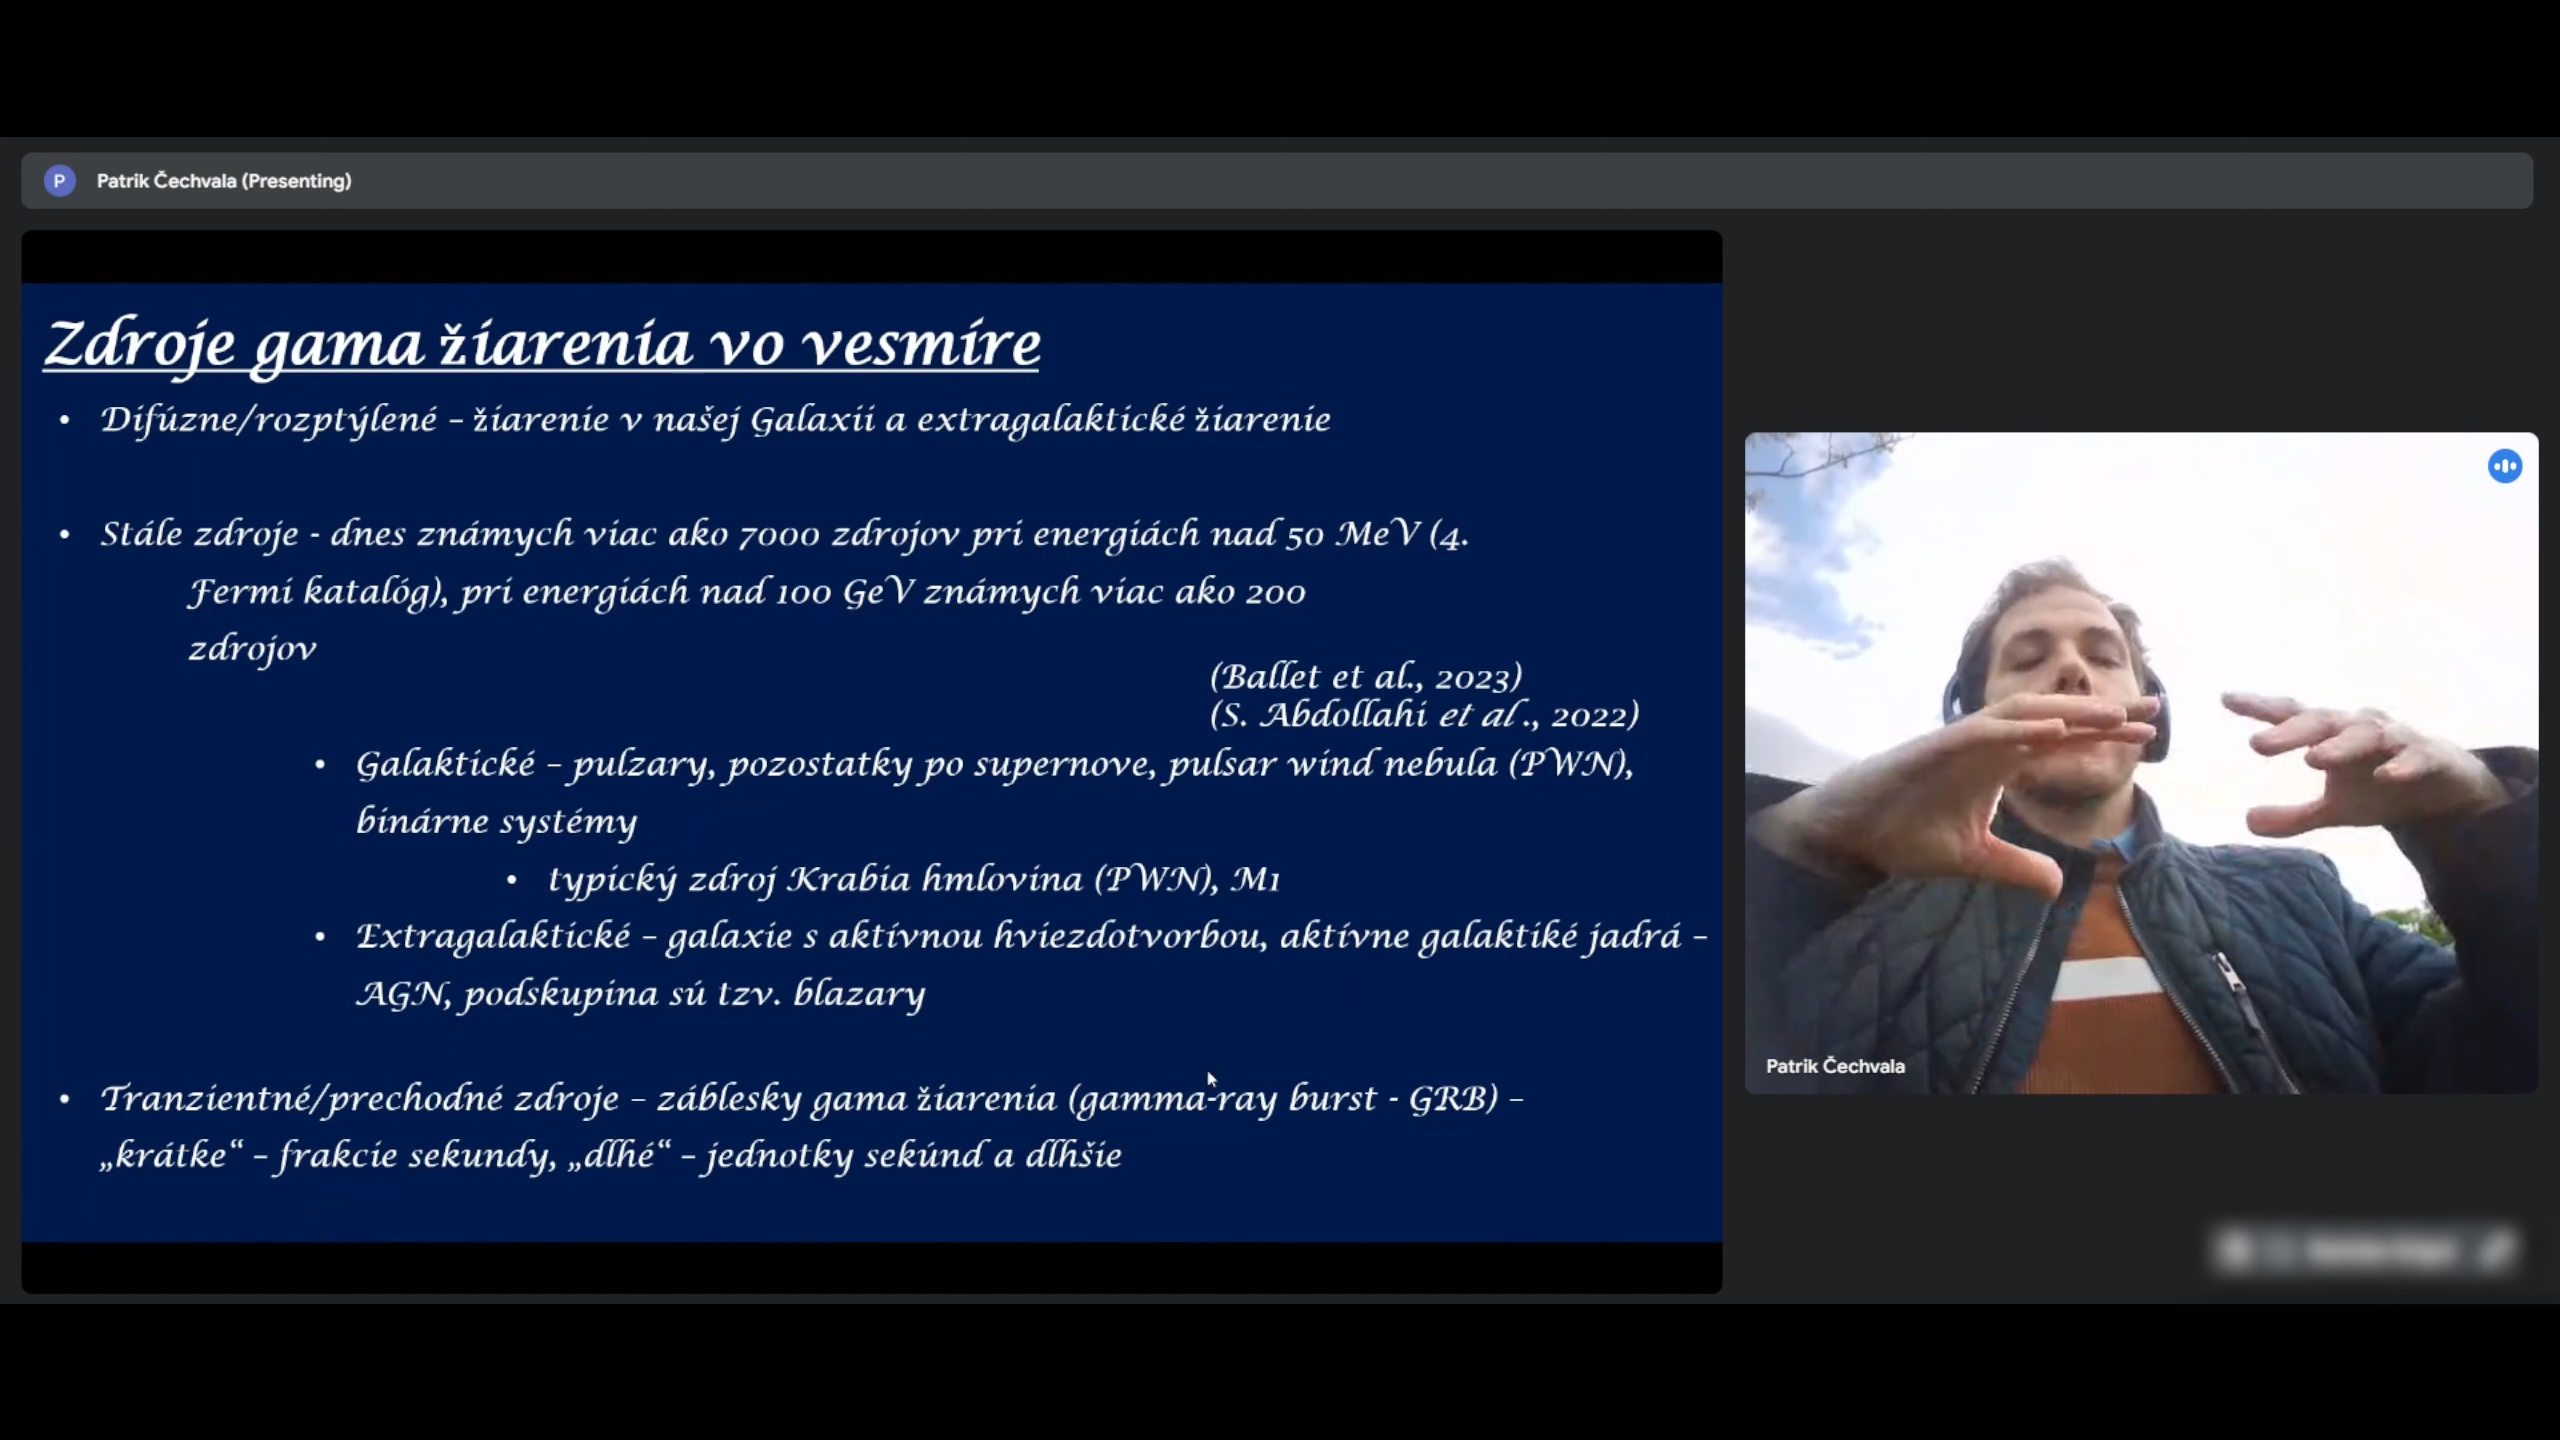 P
Patrik Čechvala (Presenting)
Zdroje gama žiarenia vo vesmíre
• Difúzne/rozptýlené – žiarenie v našej Galaxii a extragalaktické žiarenie
• Stále zdroje - dnes známych viac ako 7000 zdrojov pri energiách nad 50 MeV (4.
Fermi katalóg), pri energiách nad 100 GeV známych viac ako 200
zdrojov
(Ballet et al., 2023)
(S. Abdollahi et al., 2022)
• Galaktické – pulzary, pozostatky po supernove, pulsar wind nebula (PWN),
binárne systémy
• typický zdroj Krabia hmlovina (PWN), M1
• Extragalaktické – galaxie s aktívnou hviezdotvorbou, aktívne galaktiké jadrá –
AGN, podskupina sú tzv. blazary
• Tranzientné/prechodné zdroje – záblesky gama žiarenia (gamma-ray burst - GRB) –
„krátke“ – frakcie sekundy, „dlhé“ – jednotky sekúnd a dlhšie
Patrik Čechvala